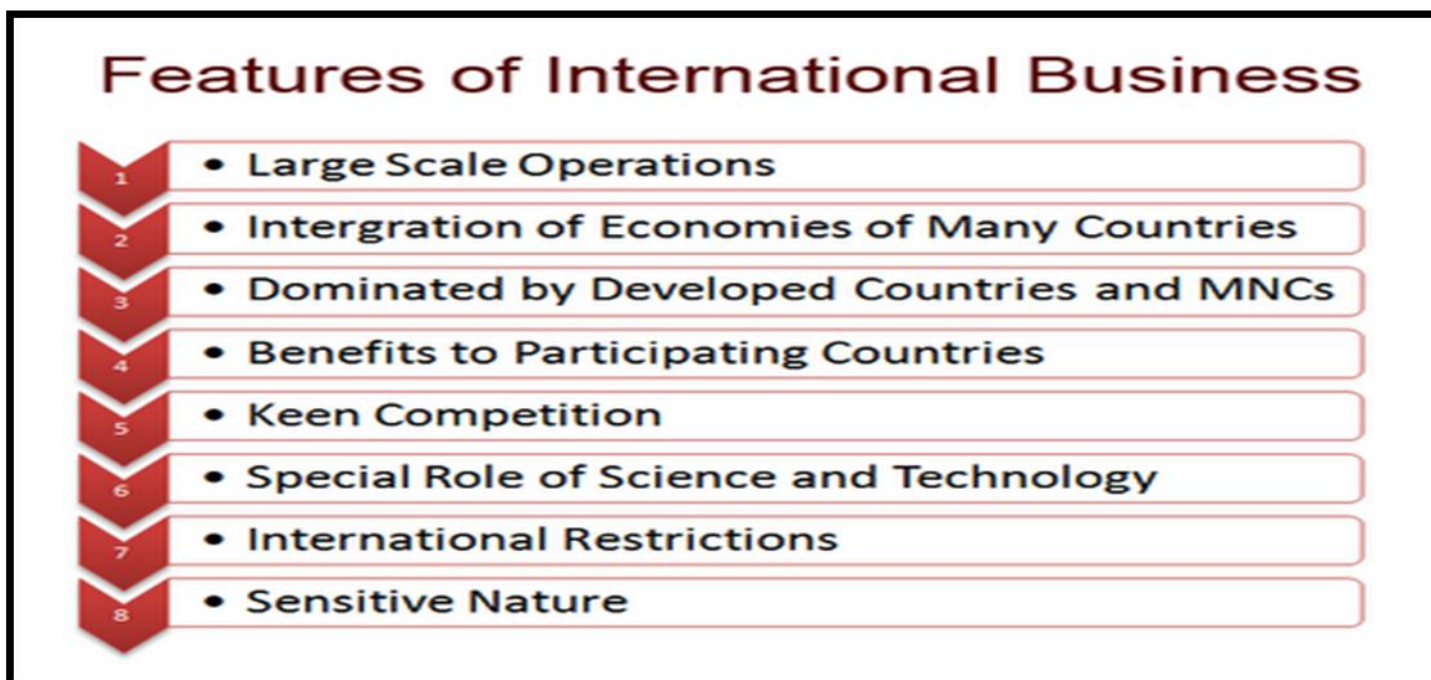 Features of International Business
1 • Large Scale Operations
2 • Intergration of Economies of Many Countries
3 • Dominated by Developed Countries and MNCs
4 • Benefits to Participating Countries
5 • Keen Competition
6 • Special Role of Science and Technology
7 • International Restrictions
8 • Sensitive Nature